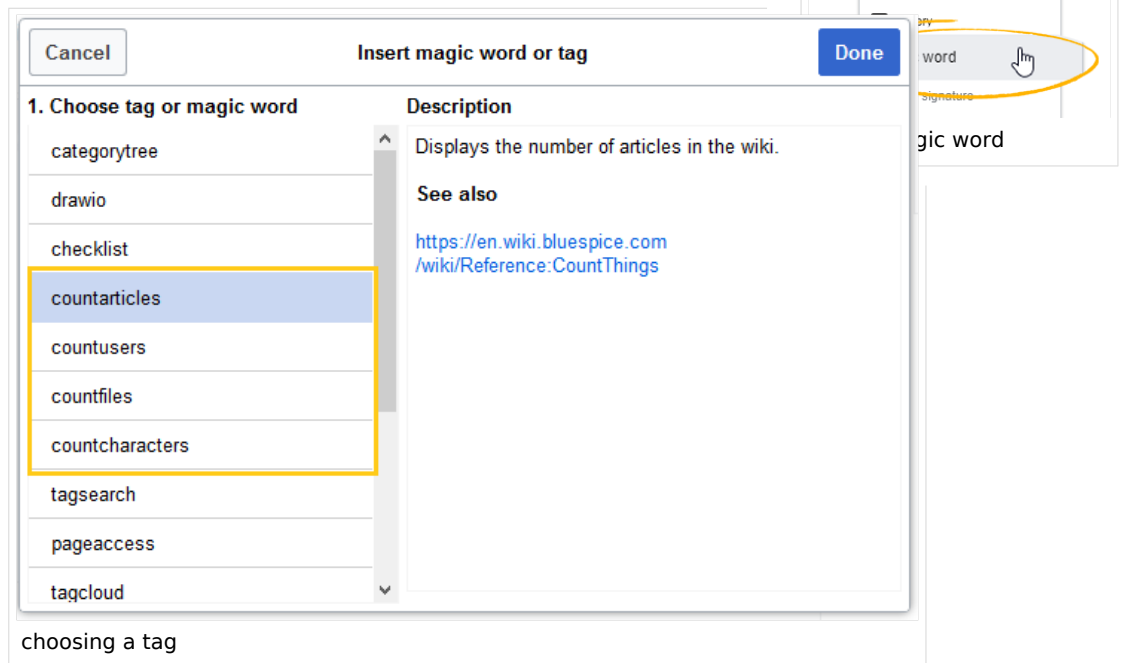 Cancel
Insert magic word or tag
Done
1. Choose tag or magic word
Description
categorytree
drawio
checklist
countarticles
countusers
countfiles
countcharacters
tagsearch
pageaccess
tagcloud
Displays the number of articles in the wiki.
See also
https://en.wiki.bluespice.com
/wiki/Reference:CountThings
choosing a tag
word
signature
gic word